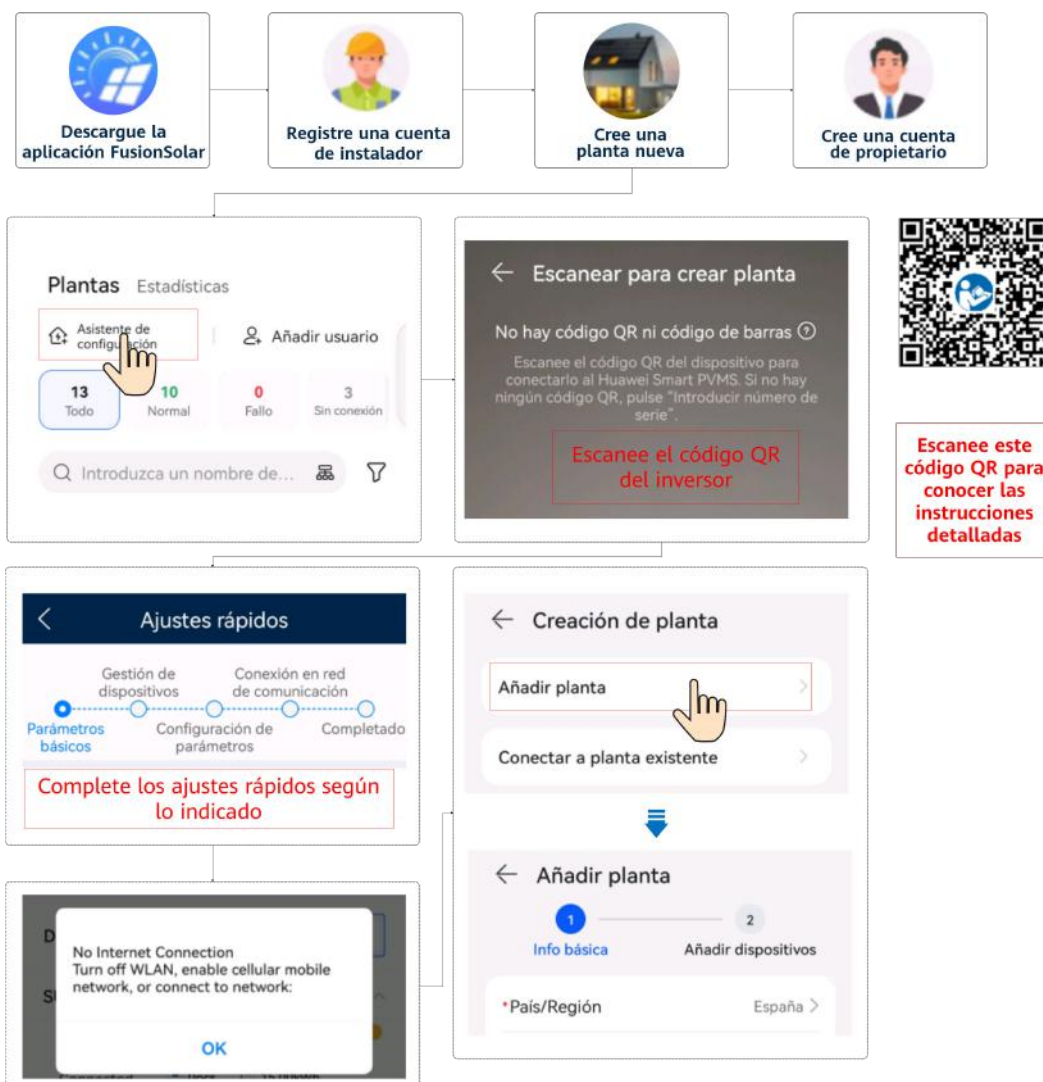 Descargue la
aplicación FusionSolar
Registre una cuenta
de instalador
Cree una
planta nueva
Cree una cuenta
de propietario
Plantas Estadísticas
Asistente de
configuración
Añadir usuario
13
Todo
10
Normal
0
Fallo
3
Sin conexión
Introduzca un nombre de...
Escanear para crear planta
No hay código QR ni código de barras
Escanee el código QR del dispositivo para
conectarlo al Huawei Smart PVMS. Si no hay
ningún código QR, pulse "Introducir número de
serie".
Escanee el código QR
del inversor
Escanee este
código QR para
conocer las
instrucciones
detalladas
Ajustes rápidos
Gestión de
dispositivos
Conexión en red
de comunicación
Parámetros
básicos
Configuración de
parámetros
Completado
Complete los ajustes rápidos según
lo indicado
No Internet Connection
Turn off WLAN, enable cellular mobile
network, or connect to network:
OK
Creación de planta
Añadir planta
Conectar a planta existente
Añadir planta
1
Info básica
2
Añadir dispositivos
*País/Región España